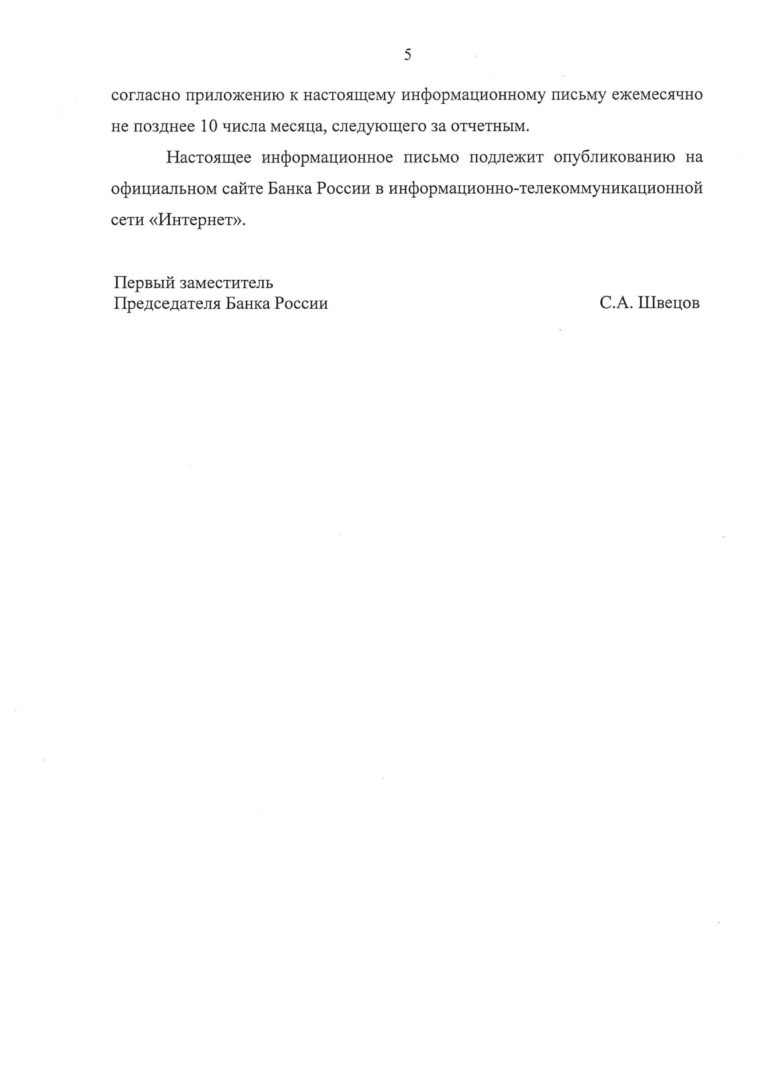 5
согласно приложению к настоящему информационному письму ежемесячно
не позднее 10 числа месяца, следующего за отчетным.
Настоящее информационное письмо подлежит опубликованию на
официальном сайте Банка России в информационно-телекоммуникационной
сети «Интернет».
Первый заместитель
Председателя Банка России
С.А. Швецов